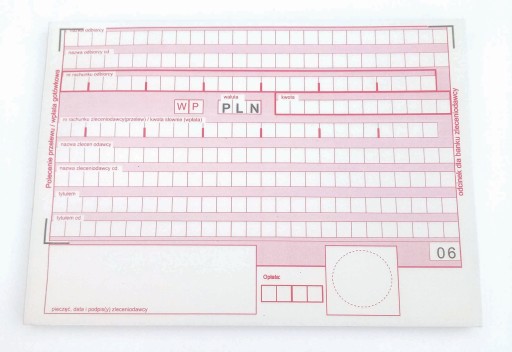 nazwa odbiorcy
nazwa odbiorcy cd
nr rachunku odbiorcy
waluta
kwota
W P
P L N
nr rachunku zleceniodawcy(przelew) / kwota słownie (wpłata)
nazwa zleceniodawcy
nazwa zleceniodawcy cd.
tytułem
tytułem cd
06
Opłata:
pieczęć, data i podpis(y) zleceniodawcy
Polecenie przelewu / wpłata gotówkowa
odcinek dla banku zleceniodawcy